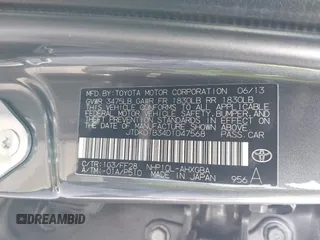 MFD. BY TOYOTA MOTOR CORPORATION 06/13
GVWR 3475LB GAWR FR 1830LB RR 1830LB
THIS VEHICLE CONFORMS TO ALL APPLICABLE
FEDERAL MOTOR VEHICLE SAFETY, BUMPER, AND
THEFT PREVENTION STANDARDS IN EFFECT ON
THE DATE OF MANUFACTURE SHOWN ABOVE.
PASS. CAR
C/TR: 1G3/FF28 NHP10L-AHXGBA
A/TM: -01A/P510 MADE IN JAPAN
TOYOTA
956 A
DREAMBID